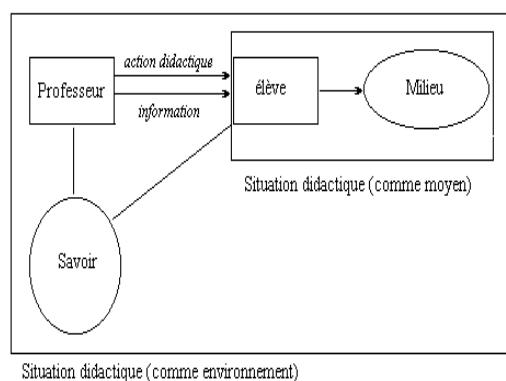 action didactique
Professeur
information
élève
Milieu
Situation didactique (comme moyen)
Savoir
Situation didactique (comme environnement)